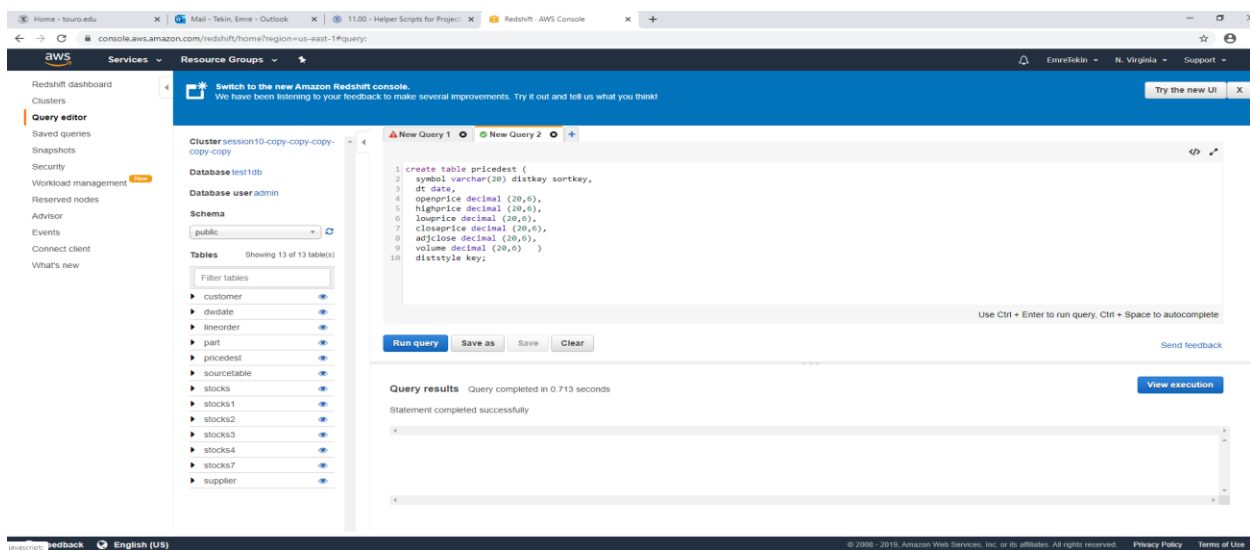 Home - touro.edu
Mail - Tekin, Emre - Outlook
11.00 - Helper Scripts for Project
Redshift · AWS Console
console.aws.amazon.com/redshift/home?region=us-east-1#query:
aws
Services
Resource Groups
EmreTekin
N. Virginia
Support
Redshift dashboard
Clusters
Query editor
Saved queries
Snapshots
Security
Workload management New
Reserved nodes
Advisor
Events
Connect client
What's new
Switch to the new Amazon Redshift console.
We have been listening to your feedback to make several improvements. Try it out and tell us what you think!
Try the new UI X
Cluster session10-copy-copy-copy-
copy-copy
Database test1db
Database user admin
Schema
public
Tables Showing 13 of 13 table(s)
Filter tables
customer
dwdate
lineorder
part
pricedest
sourcetable
stocks
stocks1
stocks2
stocks3
stocks4
stocks7
supplier
New Query 1
New Query 2
1 create table pricedest (
2 symbol varchar(20) distkey sortkey,
3 dt date,
4 openprice decimal (20,6),
5 highprice decimal (20,6),
6 lowprice decimal (20,6),
7 closeprice decimal (20,6),
8 adjclose decimal (20,6),
9 volume decimal (20,6) )
10 diststyle key;
Use Ctrl + Enter to run query, Ctrl + Space to autocomplete
Run query Save as Save Clear
Send feedback
Query results Query completed in 0.713 seconds
View execution
Statement completed successfully
edback
English (US)
© 2008 - 2019, Amazon Web Services, Inc. or its affiliates. All rights reserved.
Privacy Policy
Terms of Use